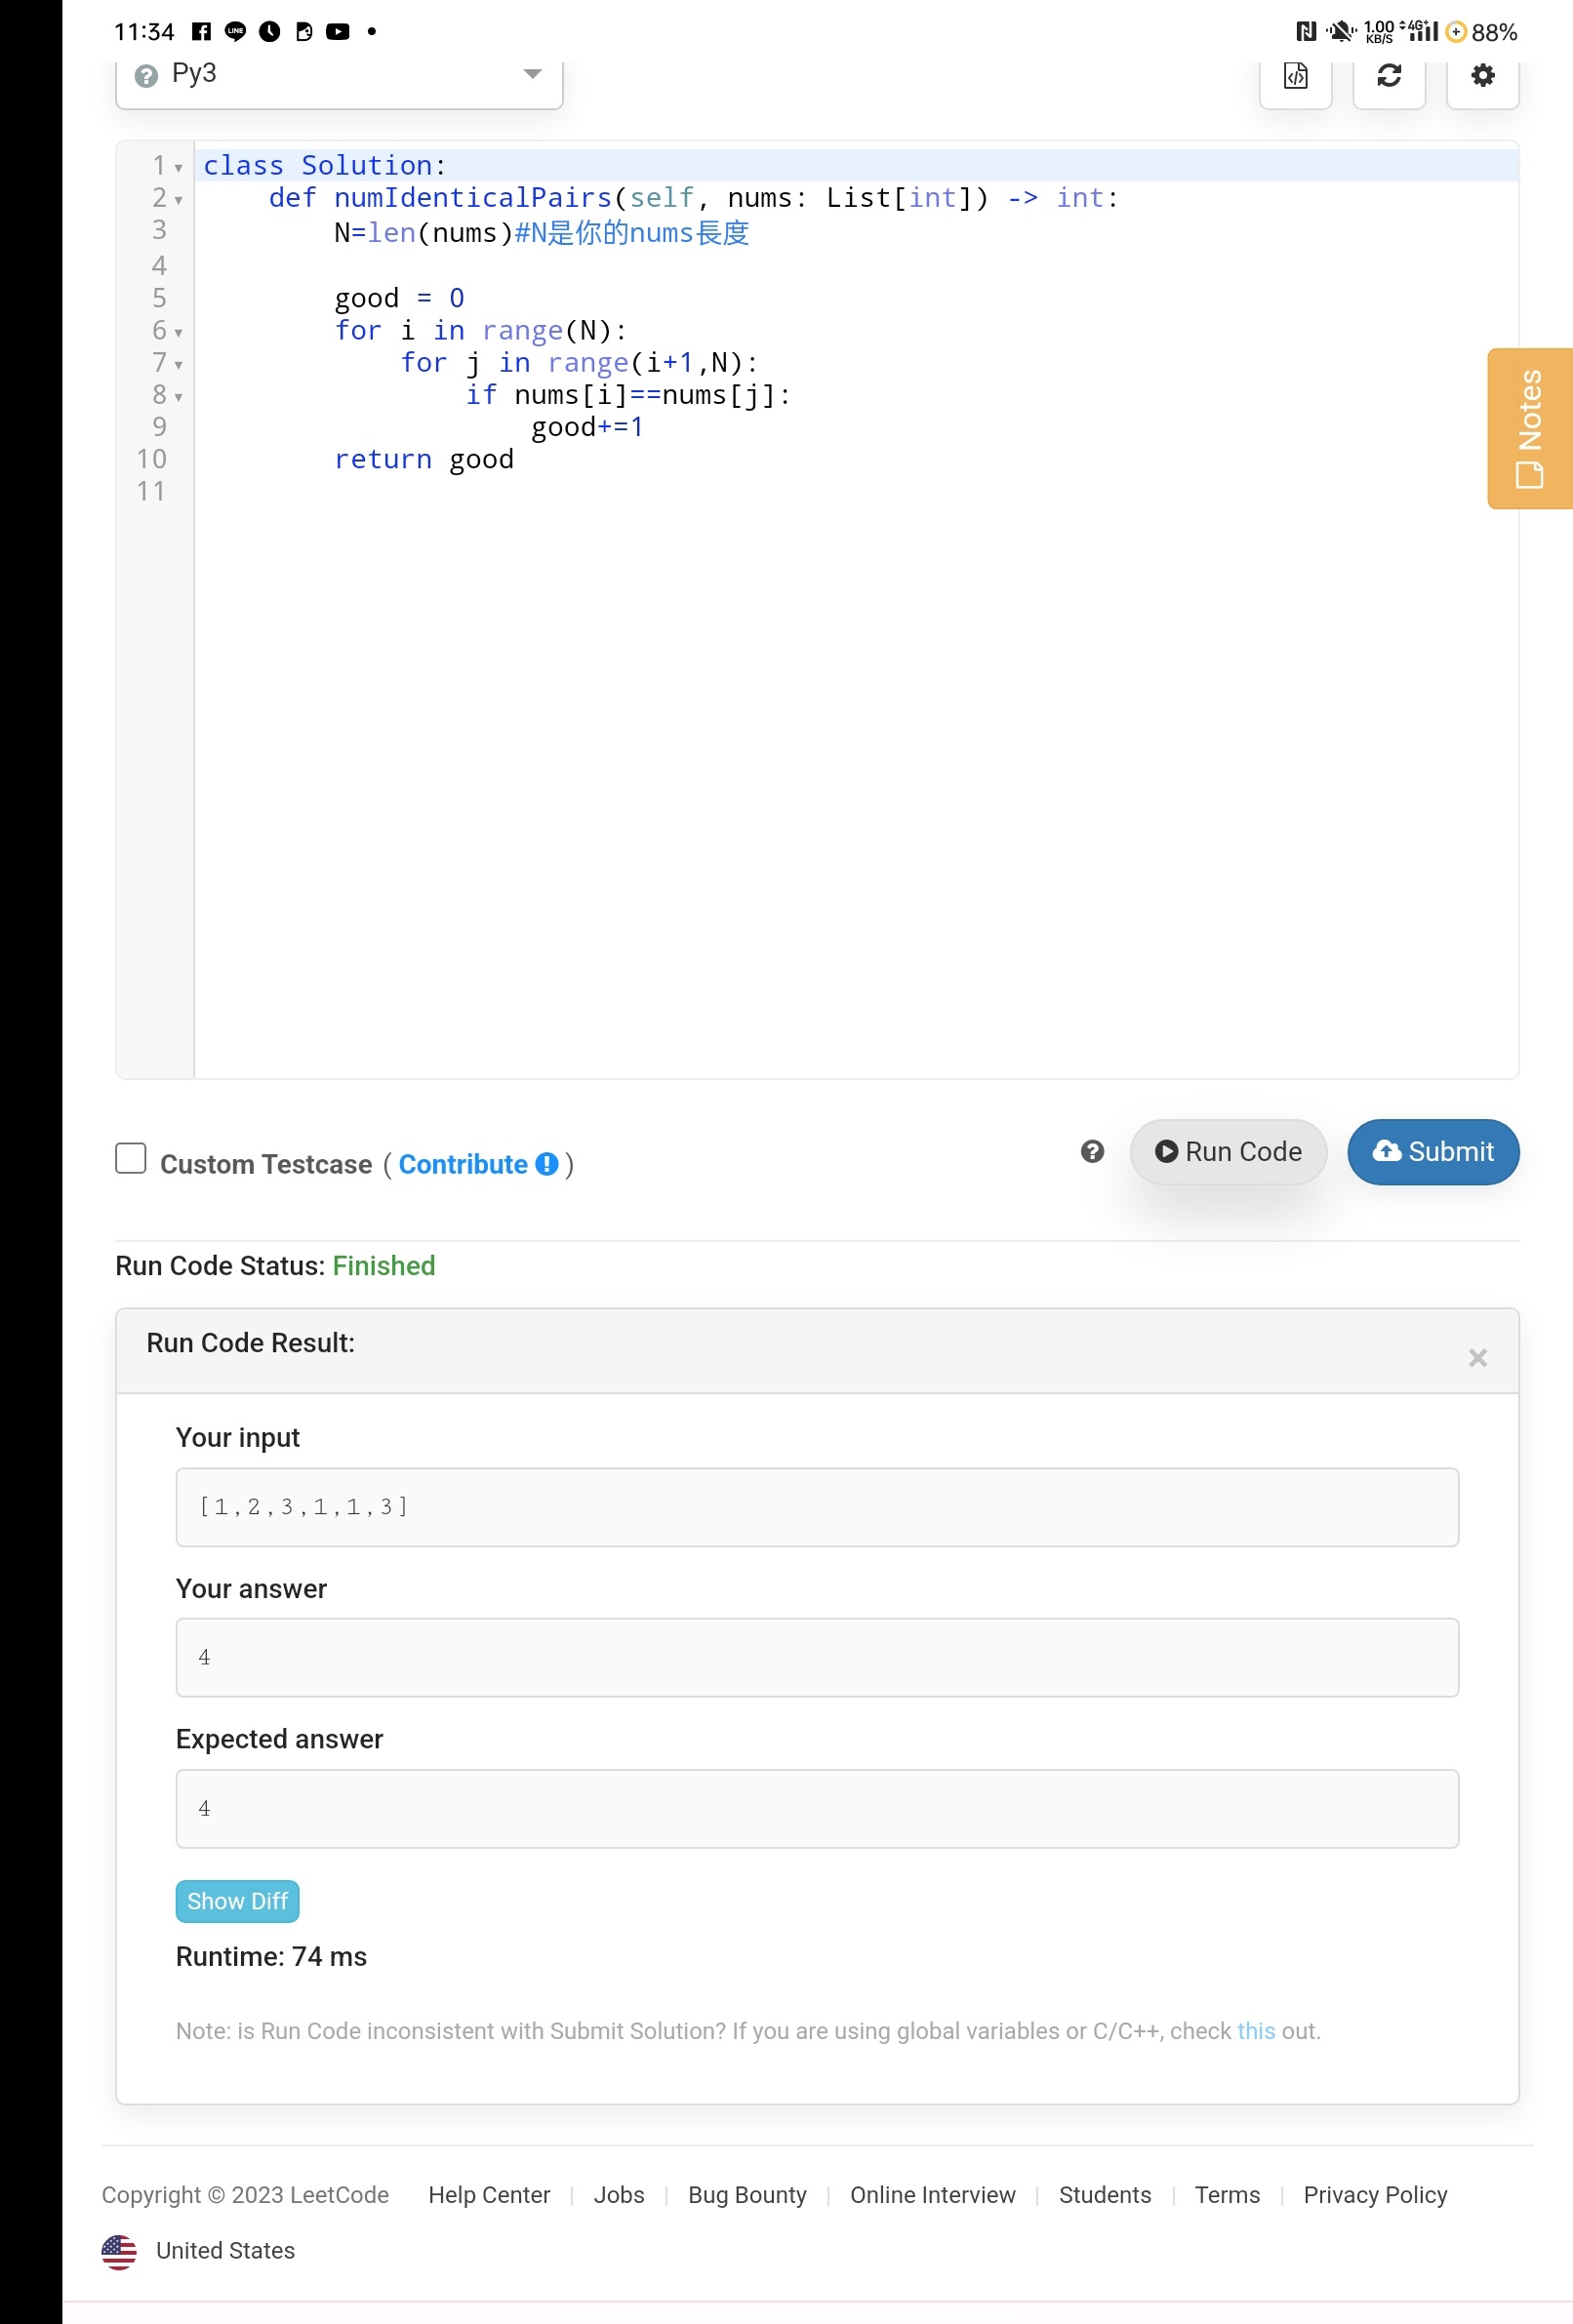 11:34 LINE 1.00 KB/S 4G+ 88%
Py3
1 class Solution:
2 def numIdenticalPairs(self, nums: List[int]) -> int:
3 N=len(nums)#N是你的nums長度
4
5 good = 0
6 for i in range(N):
7 for j in range(i+1,N):
8 if nums[i]==nums[j]:
9 good+=1
10 return good
11
Notes
Custom Testcase ( Contribute )
Run Code
Submit
Run Code Status: Finished
Run Code Result:
×
Your input
[1,2,3,1,1,3]
Your answer
4
Expected answer
4
Show Diff
Runtime: 74 ms
Note: is Run Code inconsistent with Submit Solution? If you are using global variables or C/C++, check this out.
Copyright © 2023 LeetCode Help Center | Jobs | Bug Bounty | Online Interview | Students | Terms | Privacy Policy
United States